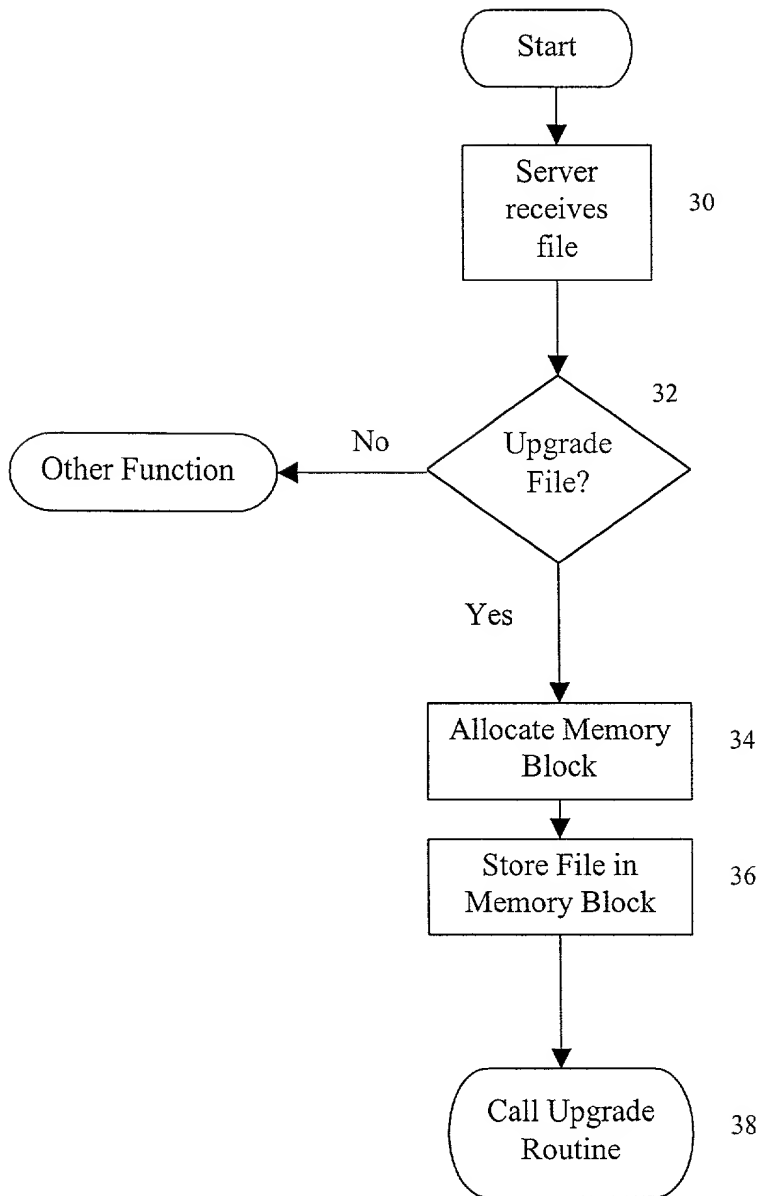 Start
Server
receives
file
30
32
Upgrade
File?
No
Other Function
Yes
Allocate Memory
Block
34
Store File in
Memory Block
36
Call Upgrade
Routine
38